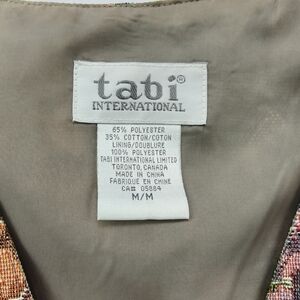 tabi®
INTERNATIONAL
65% POLYESTER
35% COTTON/COTON
LINING/DOUBLURE
100% POLYESTER
TABI INTERNATIONAL LIMITED
TORONTO, CANADA
MADE IN CHINA
FABRIQUE EN CHINE
CA# 05884
M/M